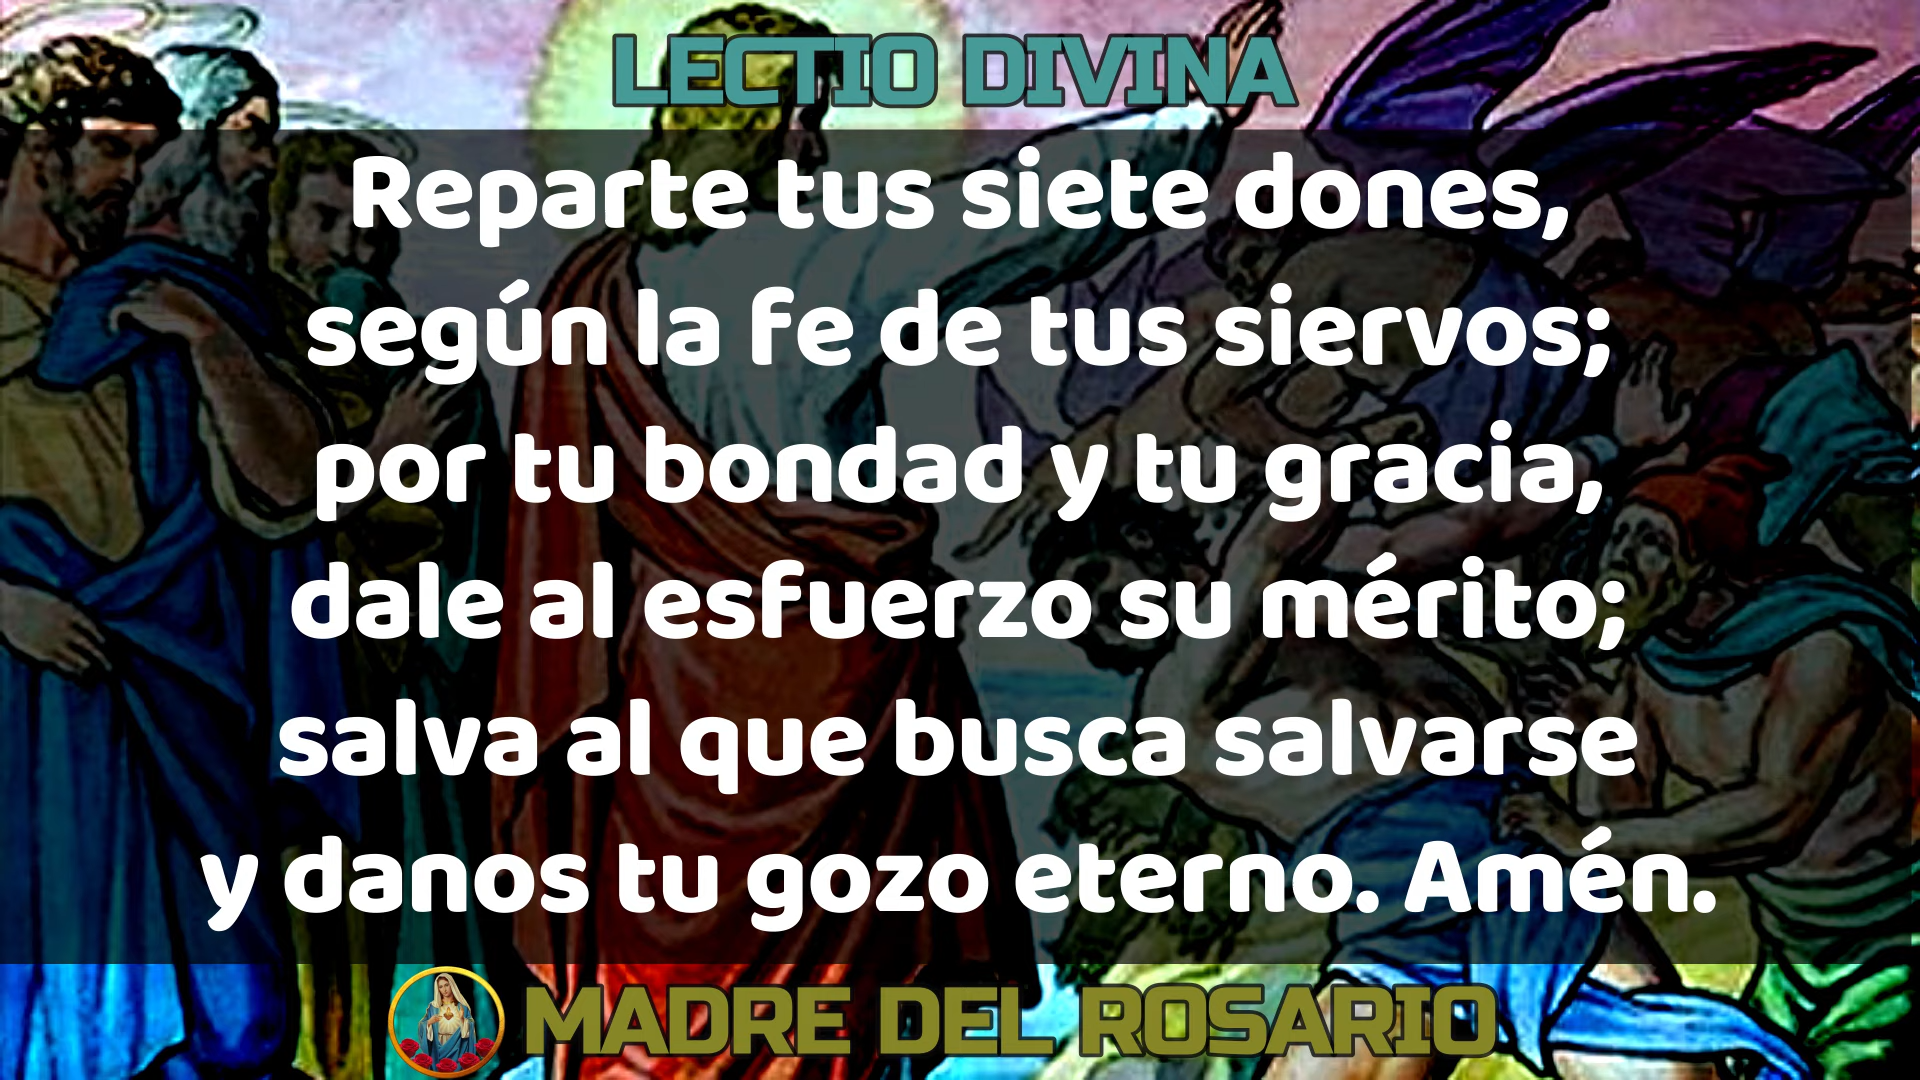 LECTIO DIVINA
Reparte tus siete dones,
según la fe de tus siervos;
por tu bondad y tu gracia,
dale al esfuerzo su mérito;
salva al que busca salvarse
y danos tu gozo eterno. Amén.
MADRE DEL ROSARIO